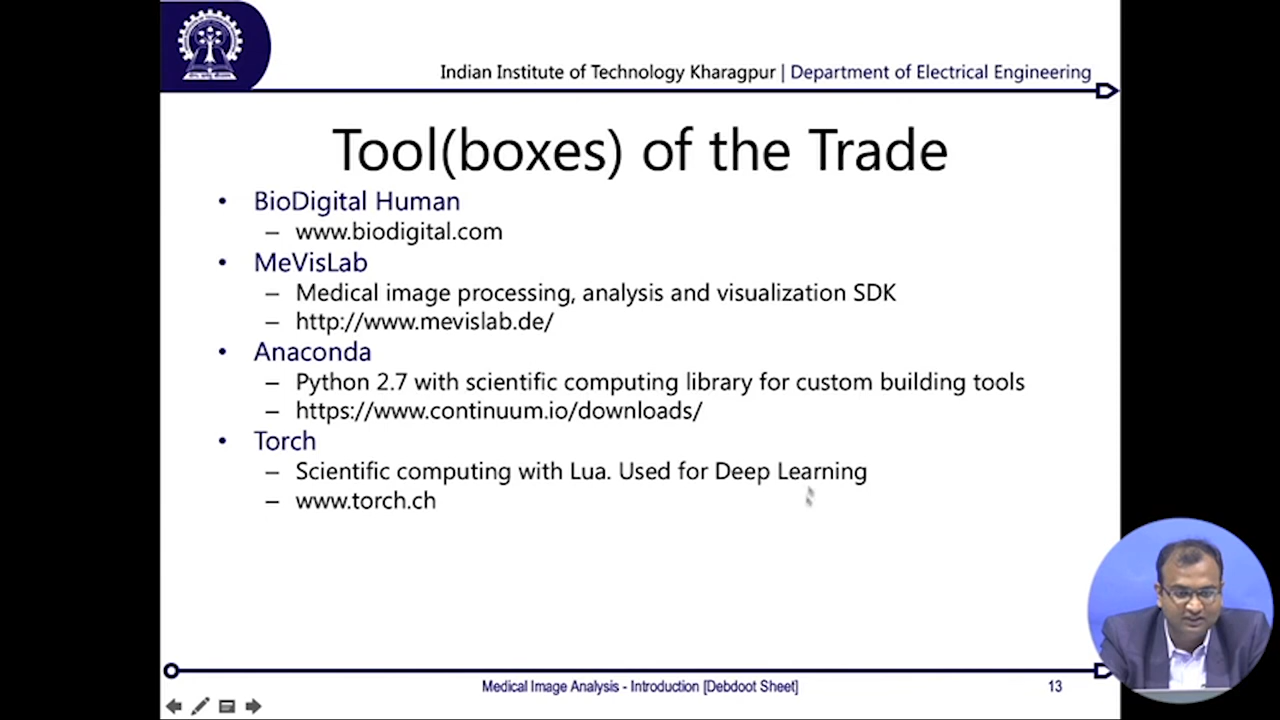 Indian Institute of Technology Kharagpur | Department of Electrical Engineering
Tool(boxes) of the Trade
• BioDigital Human
– www.biodigital.com
• MeVisLab
– Medical image processing, analysis and visualization SDK
– http://www.mevislab.de/
• Anaconda
– Python 2.7 with scientific computing library for custom building tools
– https://www.continuum.io/downloads/
• Torch
– Scientific computing with Lua. Used for Deep Learning
– www.torch.ch
Medical Image Analysis - Introduction [Debdoot Sheet]
13